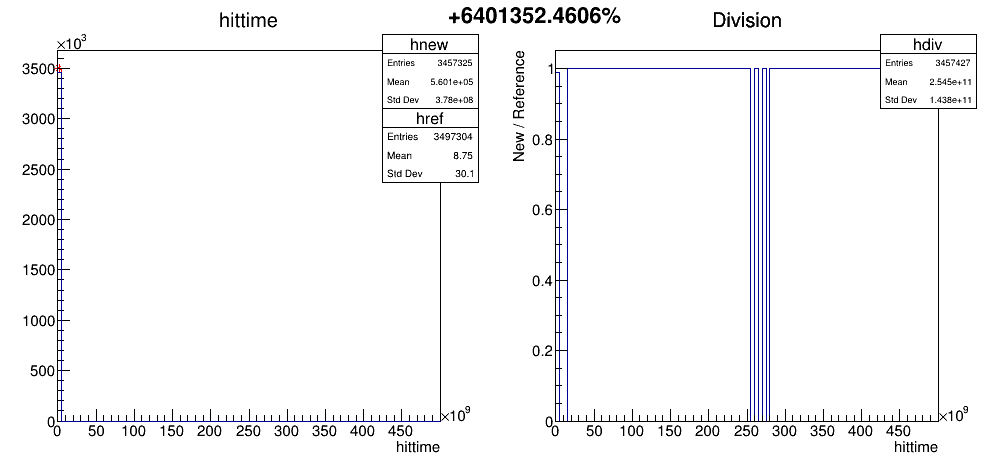 +6401352.4606%
hittime
×10³
hnew
Entries 3457325
Mean 5.601e+05
Std Dev 3.78e+08
href
Entries 3497304
Mean 8.75
Std Dev 30.1
3500
3000
2500
2000
1500
1000
500
0
0 50 100 150 200 250 300 350 400 450
×10⁹
hittime
Division
hdiv
Entries 3457427
Mean 2.545e+11
Std Dev 1.438e+11
New / Reference
1
0.8
0.6
0.4
0.2
0
0 50 100 150 200 250 300 350 400 450
×10⁹
hittime